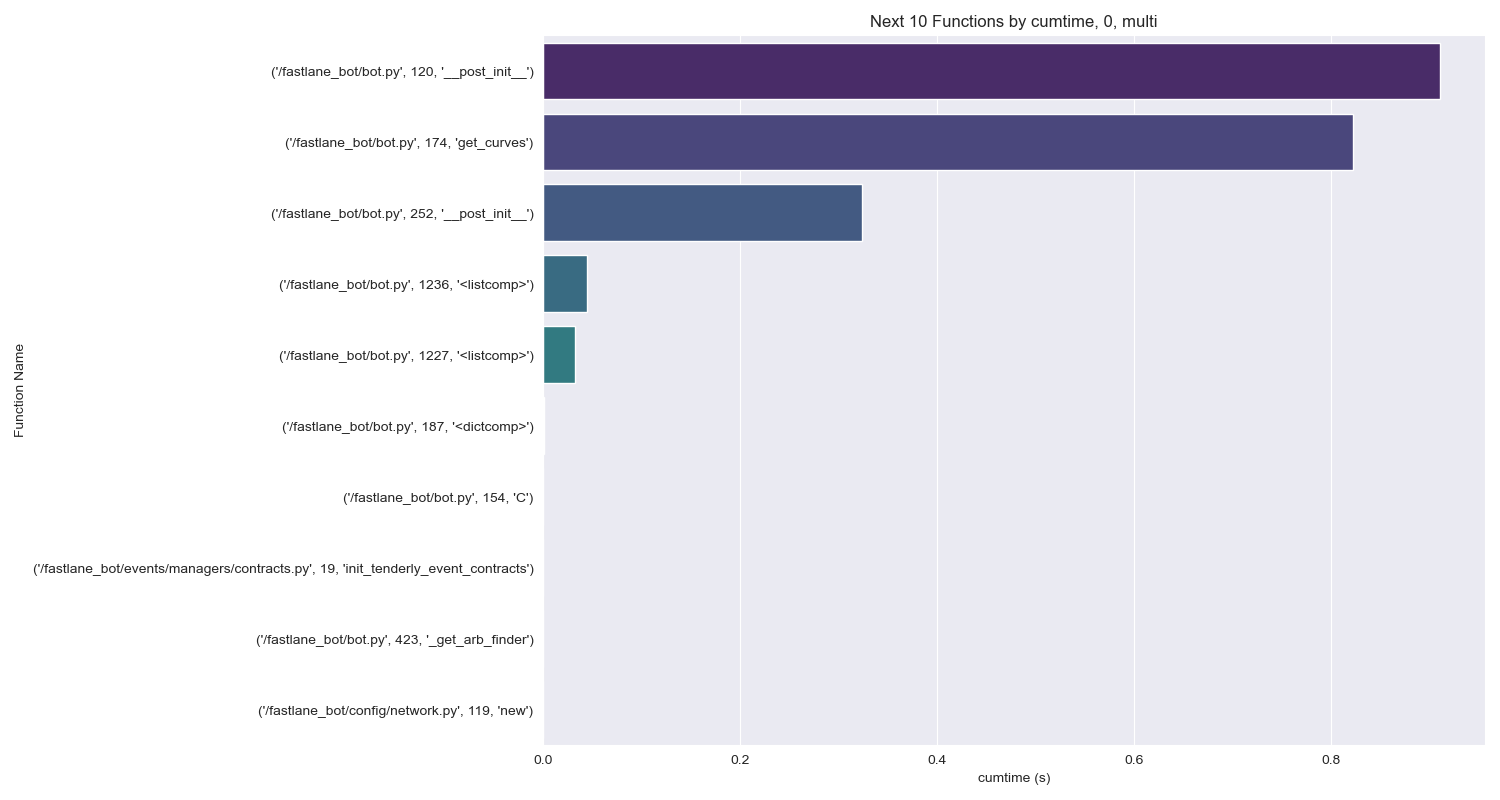 Next 10 Functions by cumtime, 0, multi
('/fastlane_bot/bot.py', 120, '__post_init__')
('/fastlane_bot/bot.py', 174, 'get_curves')
('/fastlane_bot/bot.py', 252, '__post_init__')
('/fastlane_bot/bot.py', 1236, '<listcomp>')
('/fastlane_bot/bot.py', 1227, '<listcomp>')
('/fastlane_bot/bot.py', 187, '<dictcomp>')
('/fastlane_bot/bot.py', 154, 'C')
('/fastlane_bot/events/managers/contracts.py', 19, 'init_tenderly_event_contracts')
('/fastlane_bot/bot.py', 423, '_get_arb_finder')
('/fastlane_bot/config/network.py', 119, 'new')
Function Name
0.0 0.2 0.4 0.6 0.8
cumtime (s)